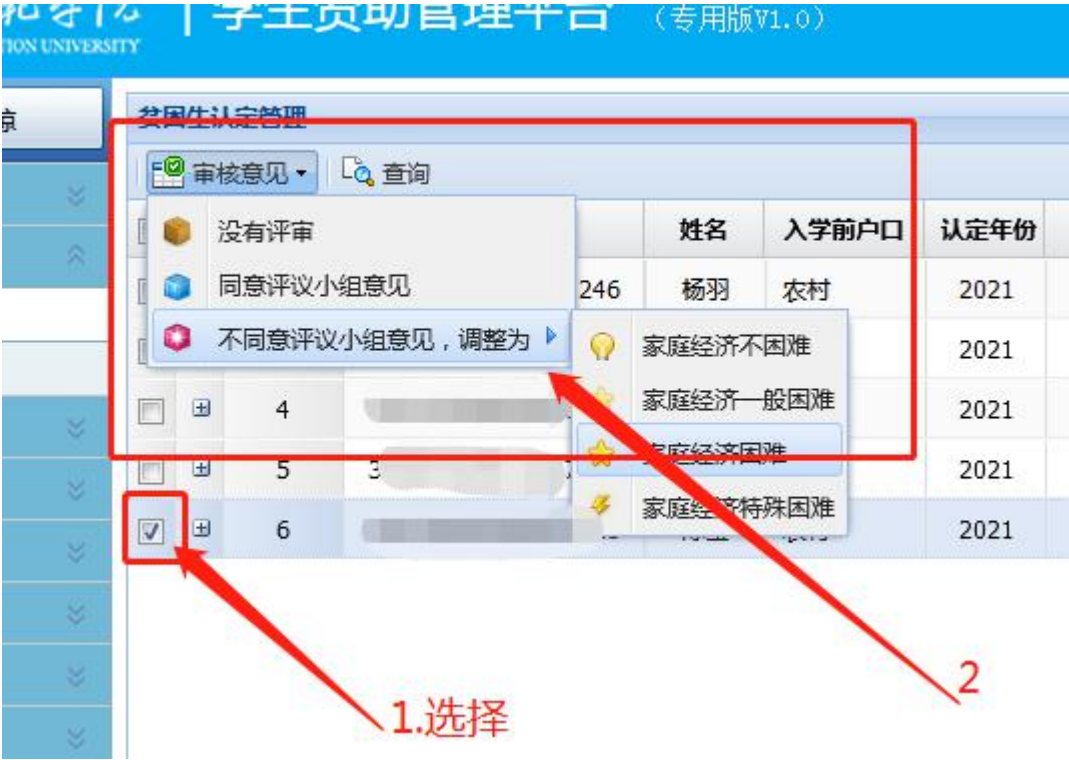 学生资助管理平台 （专用版V1.0）
TION UNIVERSITY
贫困生认定管理
审核意见 查询
没有评审
姓名 入学前户口 认定年份
同意评议小组意见
246 杨羽 农村 2021
不同意评议小组意见，调整为
家庭经济不困难
2021
家庭经济一般困难
4 2021
家庭经济困难
5 3 2021
家庭经济特殊困难
6 2021
1.选择
2